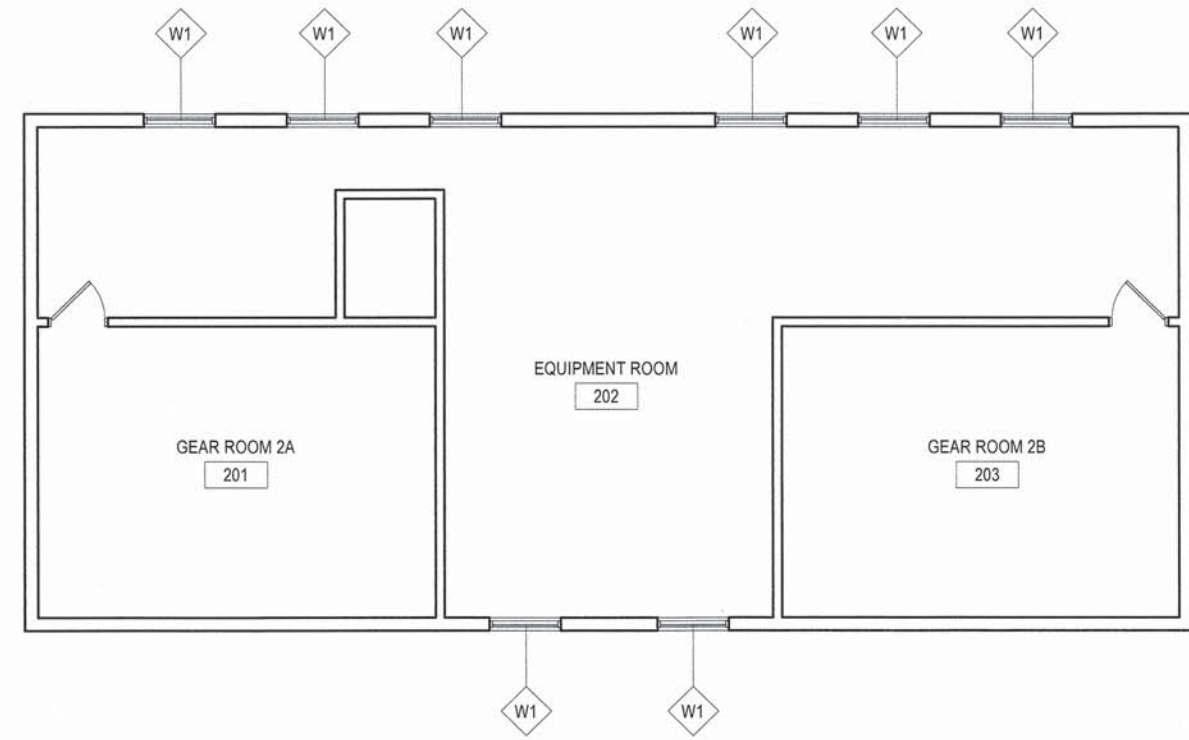 W1
W1
W1
W1
W1
W1
EQUIPMENT ROOM
202
GEAR ROOM 2A
201
GEAR ROOM 2B
203
W1
W1